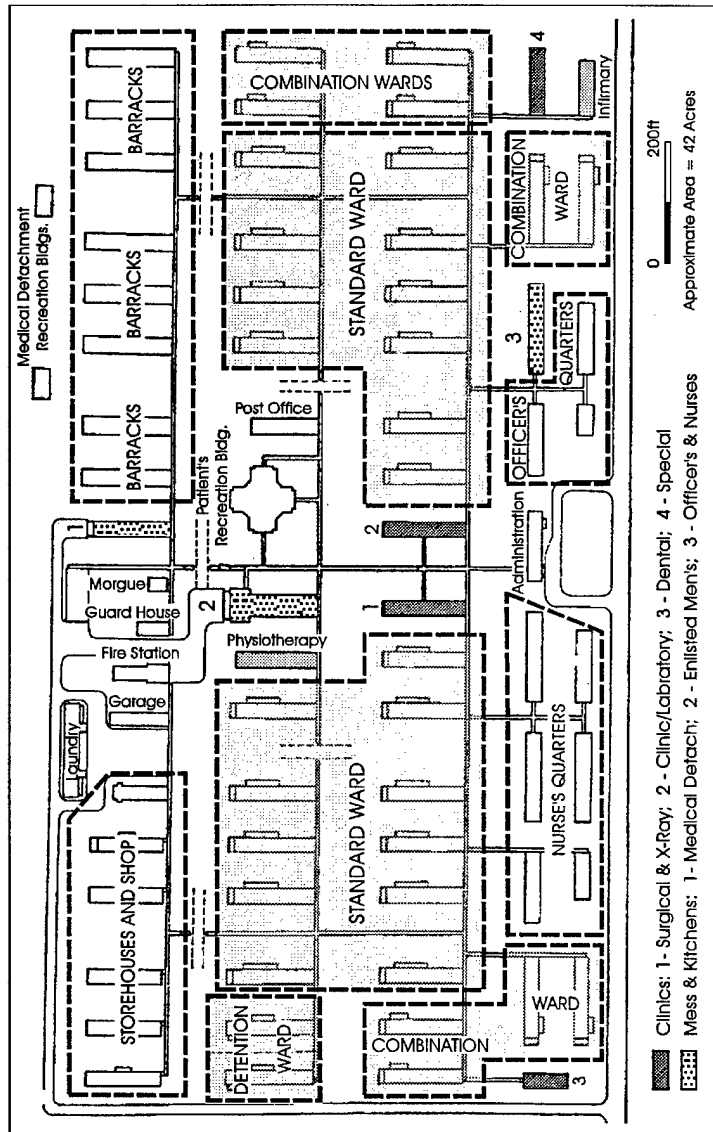 Medical Detachment
Recreation Bldgs.
BARRACKS
BARRACKS
BARRACKS
1
Morgue
Guard House
Fire Station
Garage
Laundry
STOREHOUSES AND SHOP
COMBINATION WARDS
STANDARD WARD
Post Office
Patient's
Recreation Bldg.
2
Physiotherapy
STANDARD WARD
DETENTION
WARD
4
Infirmary
COMBINATION
WARD
3
OFFICER'S
QUARTERS
2
1
Administration
NURSE'S QUARTERS
COMBINATION
WARD
3
0 200ft
Approximate Area = 42 Acres
Clinics: 1- Surgical & X-Ray; 2 - Clinic/Labratory; 3 - Dental; 4 - Special
Mess & Kitchens: 1- Medical Detach; 2 - Enlisted Men's; 3 - Officer's & Nurses